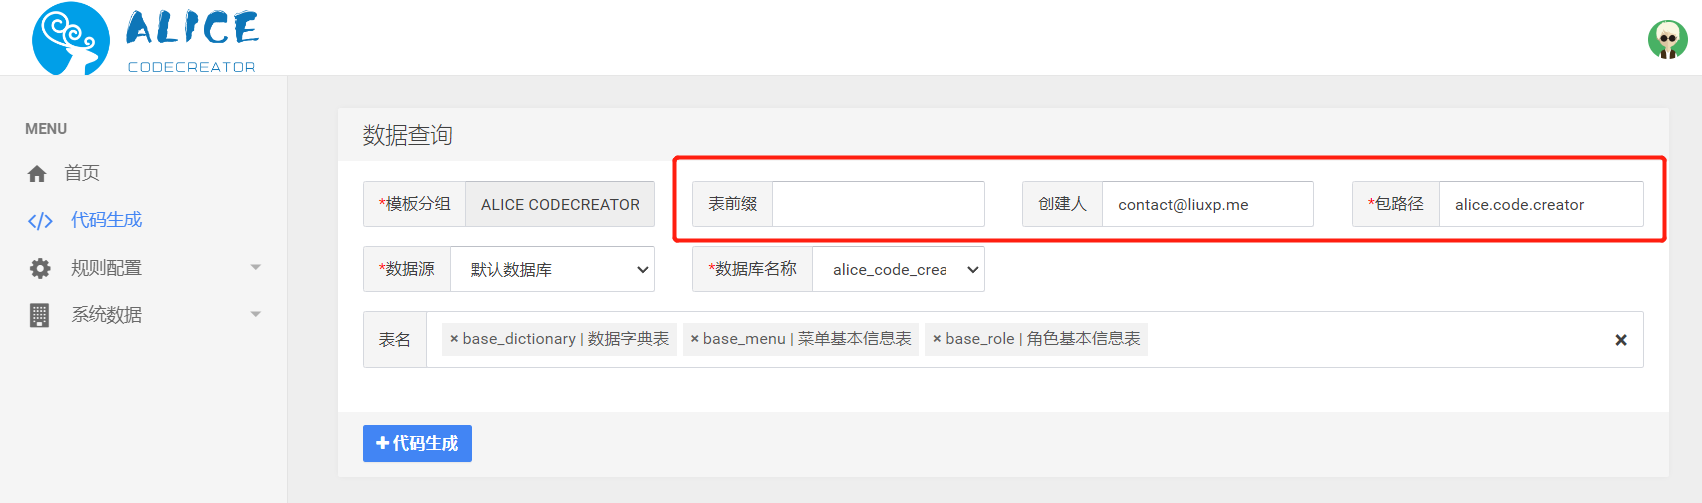 ALICE
CODECREATOR
MENU
首页
代码生成
规则配置
系统数据
数据查询
*模板分组 ALICE CODECREATOR 表前缀 创建人 contact@liuxp.me *包路径 alice.code.creator
*数据源 默认数据库 *数据库名称 alice_code_crea
表名 × base_dictionary | 数据字典表 × base_menu | 菜单基本信息表 × base_role | 角色基本信息表 ×
+代码生成